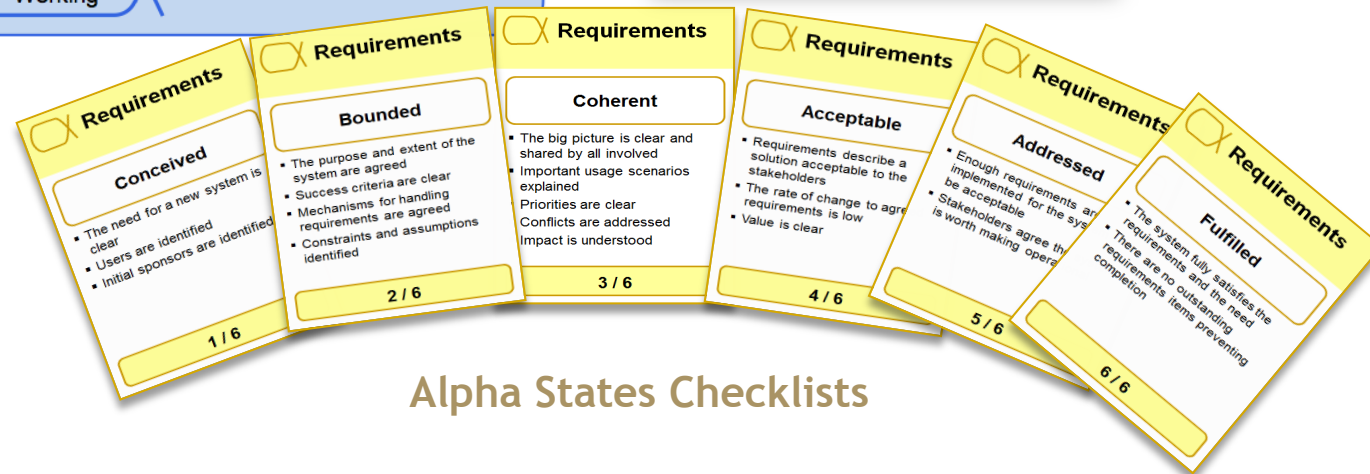 Working
Requirements
Conceived
▪ The need for a new system is
clear
▪ Users are identified
▪ Initial sponsors are identified
1 / 6
Requirements
Bounded
▪ The purpose and extent of the
system are agreed
▪ Success criteria are clear
▪ Mechanisms for handling
requirements are agreed
▪ Constraints and assumptions
identified
2 / 6
Requirements
Coherent
▪ The big picture is clear and
shared by all involved
▪ Important usage scenarios
explained
Priorities are clear
Conflicts are addressed
Impact is understood
3 / 6
Requirements
Acceptable
▪ Requirements describe a
solution acceptable to the
stakeholders
▪ The rate of change to agre
requirements is low
▪ Value is clear
4 / 6
Requirements
Addressed
▪ Enough requirements ar
implemented for the sys
be acceptable
▪ Stakeholders agree the
is worth making opera
5 / 6
Requirements
Fulfilled
▪ The system fully satisfies the
requirements and the need
▪ There are no outstanding
requirements items preventing
completion
6 / 6
Alpha States Checklists